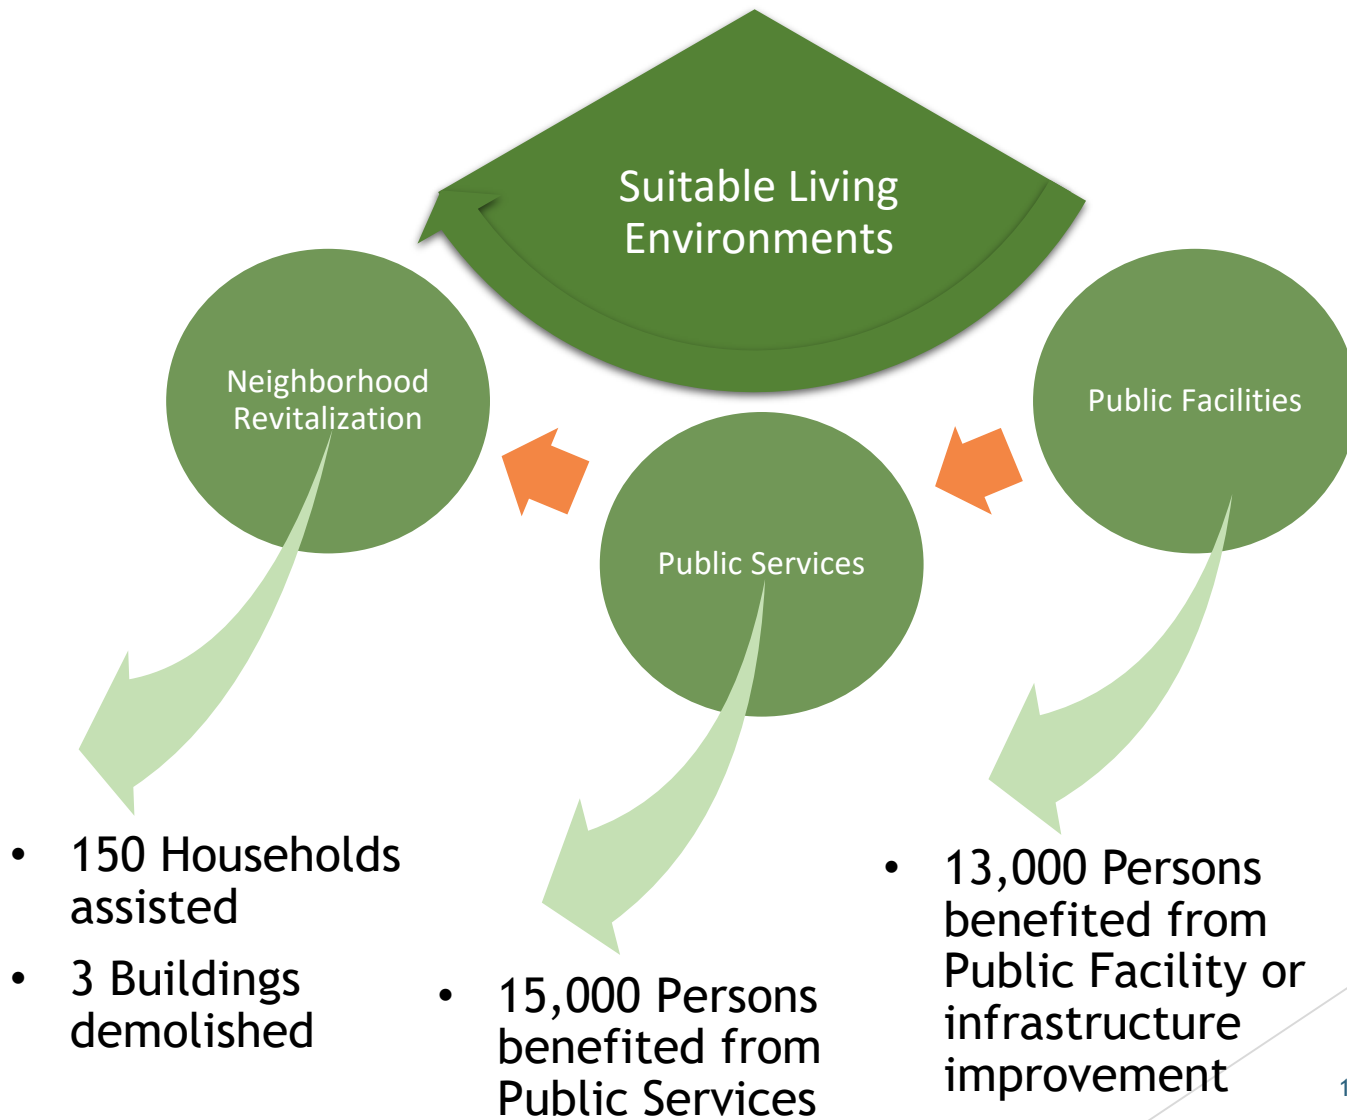 Suitable Living
Environments
Neighborhood
Revitalization
Public Services
Public Facilities
• 150 Households
assisted
• 3 Buildings
demolished
• 15,000 Persons
benefited from
Public Services
• 13,000 Persons
benefited from
Public Facility or
infrastructure
improvement